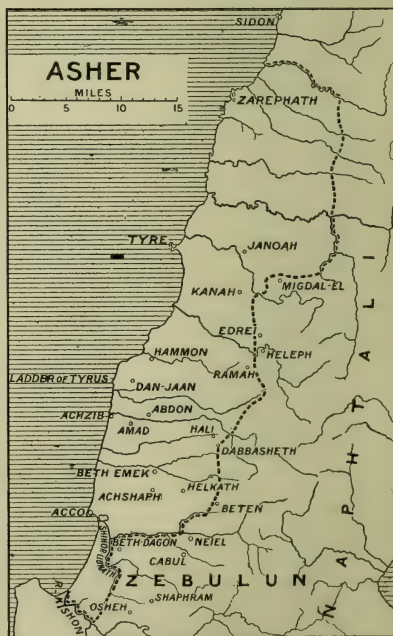 SIDON
ASHER
MILES
0 5 10 15
ZAREPHATH
TYRE
JANOAH
MIGDAL-EL
KANAH
EDREI
HELEPH
HAMMON
RAMAH
LADDER OF TYRUS
DAN-JAAN
ACHZIB
ABDON
AMAD
HALI
DABBASHETH
BETH EMEK
ACHSHAPH
HELKATH
ACCO
BETEN
BETH-DAGON
NEIEL
CABUL
ZEBULUN
R. KISHON
OSHEH
SHAPHRAM
NAPHTALI